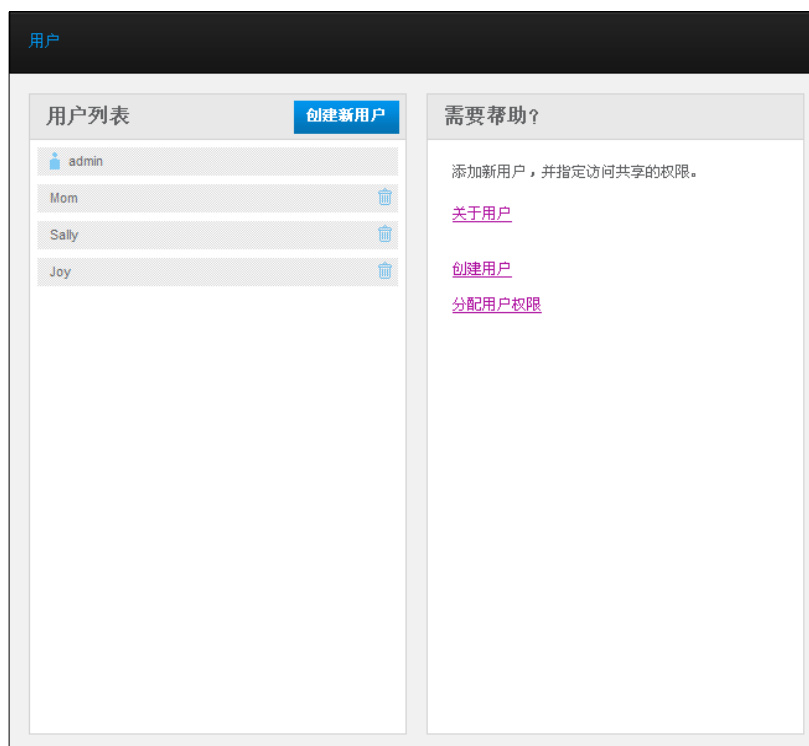 用户
用户列表
创建新用户
admin
Mom
Sally
Joy
需要帮助?
添加新用户，并指定访问共享的权限。
关于用户
创建用户
分配用户权限